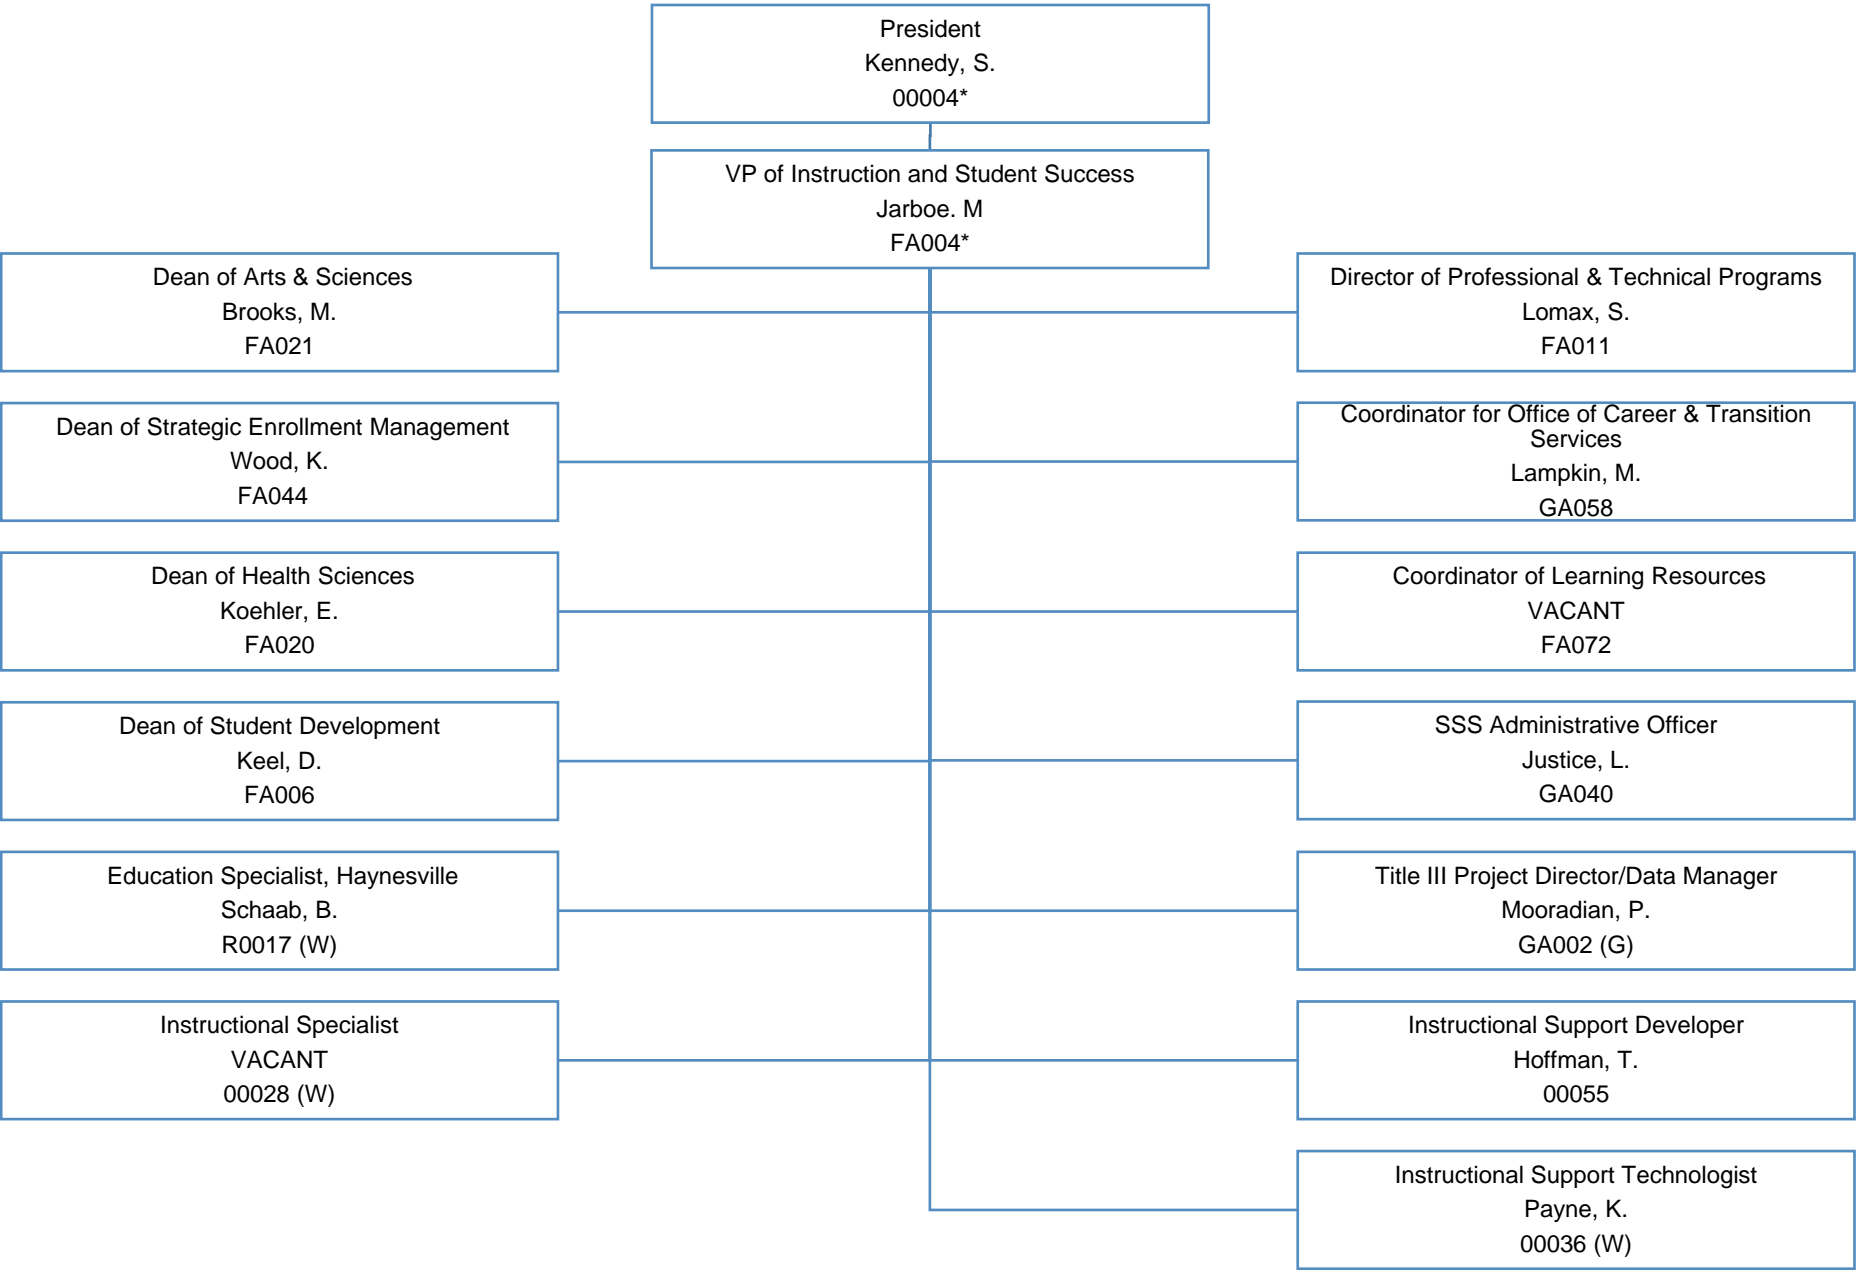 President
Kennedy, S.
00004*
VP of Instruction and Student Success
Jarboe. M
FA004*
Dean of Arts & Sciences
Brooks, M.
FA021
Director of Professional & Technical Programs
Lomax, S.
FA011
Dean of Strategic Enrollment Management
Wood, K.
FA044
Coordinator for Office of Career & Transition
Services
Lampkin, M.
GA058
Dean of Health Sciences
Koehler, E.
FA020
Coordinator of Learning Resources
VACANT
FA072
Dean of Student Development
Keel, D.
FA006
SSS Administrative Officer
Justice, L.
GA040
Education Specialist, Haynesville
Schaab, B.
R0017 (W)
Title III Project Director/Data Manager
Mooradian, P.
GA002 (G)
Instructional Specialist
VACANT
00028 (W)
Instructional Support Developer
Hoffman, T.
00055
Instructional Support Technologist
Payne, K.
00036 (W)